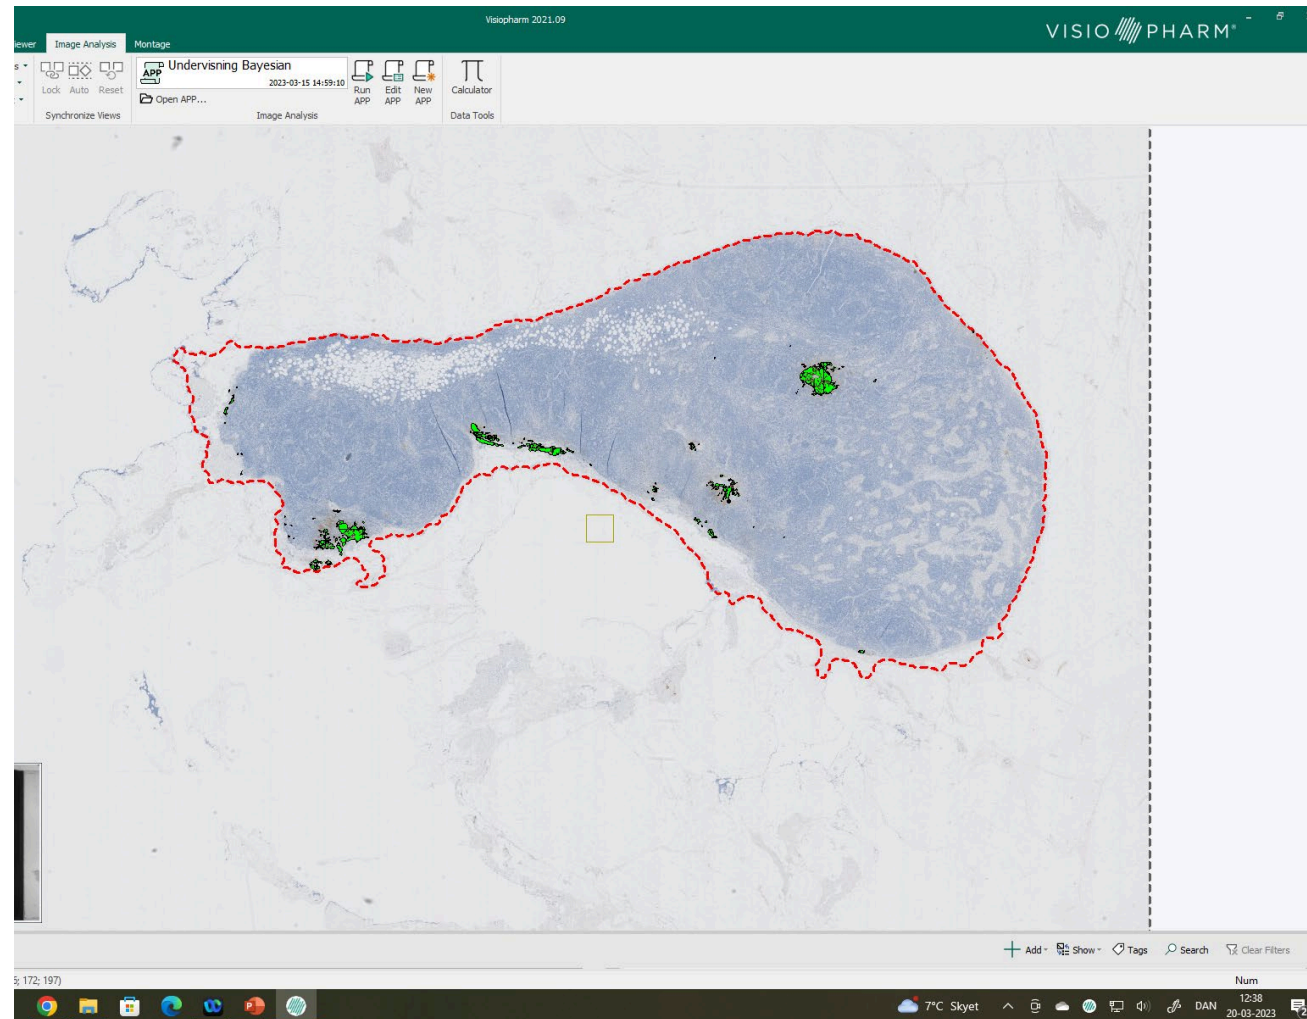 Visiopharm 2021.09
VISIO PHARM
iewer Image Analysis Montage
s
Undervisning Bayesian
2023-03-15 14:59:10
APP
Lock Auto Reset
Open APP...
Run APP
Edit APP
New APP
Calculator
Synchronize Views
Image Analysis
Data Tools
Add Show Tags Search Clear Filters
; 172; 197)
Num
7°C Skyet
DAN
12:38
20-03-2023